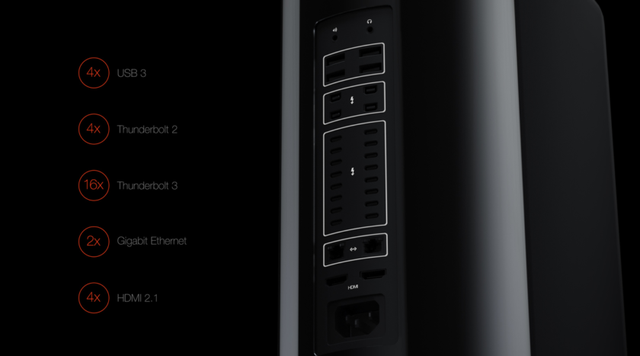 4x USB 3
4x Thunderbolt 2
16x Thunderbolt 3
2x Gigabit Ethernet
4x HDMI 2.1
HDMI